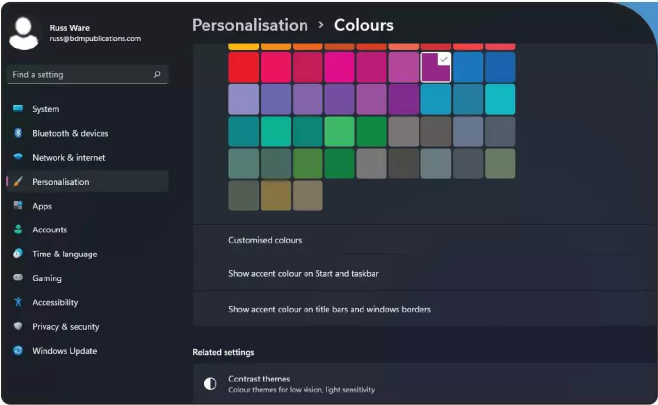 Russ Ware
russ@bdmpublications.com
Find a setting
System
Bluetooth & devices
Network & internet
Personalisation
Apps
Accounts
Time & language
Gaming
Accessibility
Privacy & security
Windows Update
Personalisation > Colours
Customised colours
Show accent colour on Start and taskbar
Show accent colour on title bars and windows borders
Related settings
Contrast themes
Colour themes for low vision, light sensitivity